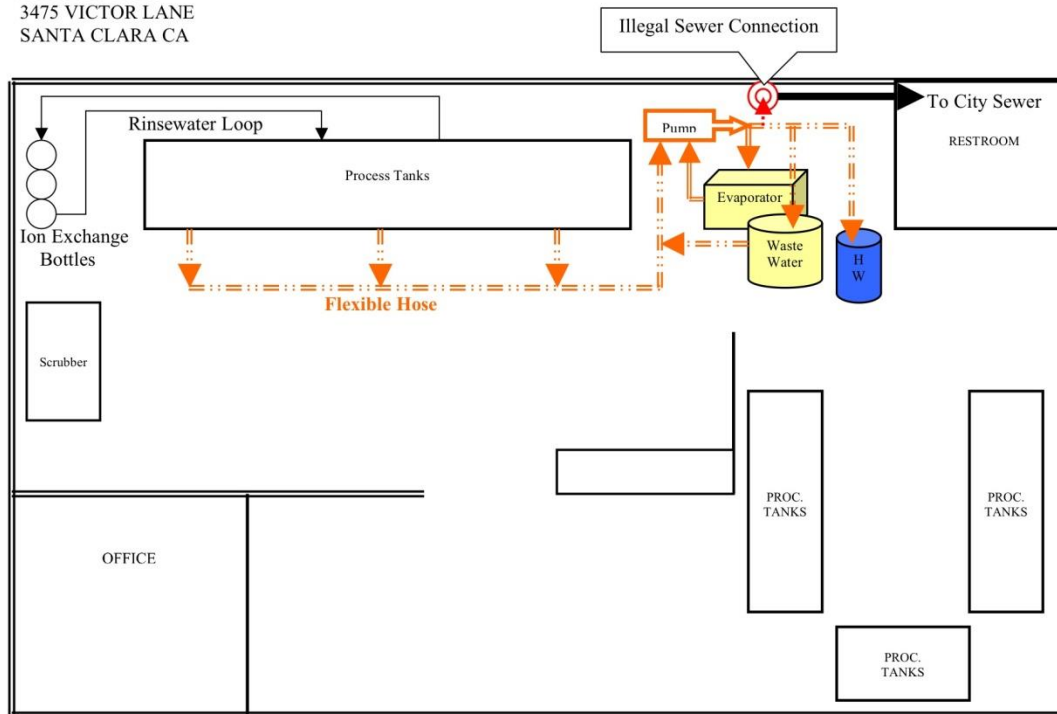 3475 VICTOR LANE
SANTA CLARA CA
Illegal Sewer Connection
To City Sewer
RESTROOM
Rinsewater Loop
Pump
Process Tanks
Evaporator
Ion Exchange
Bottles
Waste
Water
H
W
Flexible Hose
Scrubber
PROC.
TANKS
PROC.
TANKS
OFFICE
PROC.
TANKS